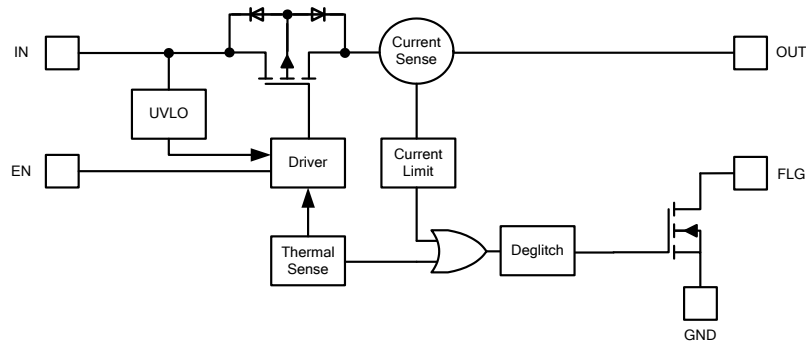 IN
Current
Sense
OUT
UVLO
EN
Driver
Current
Limit
FLG
Thermal
Sense
Deglitch
GND